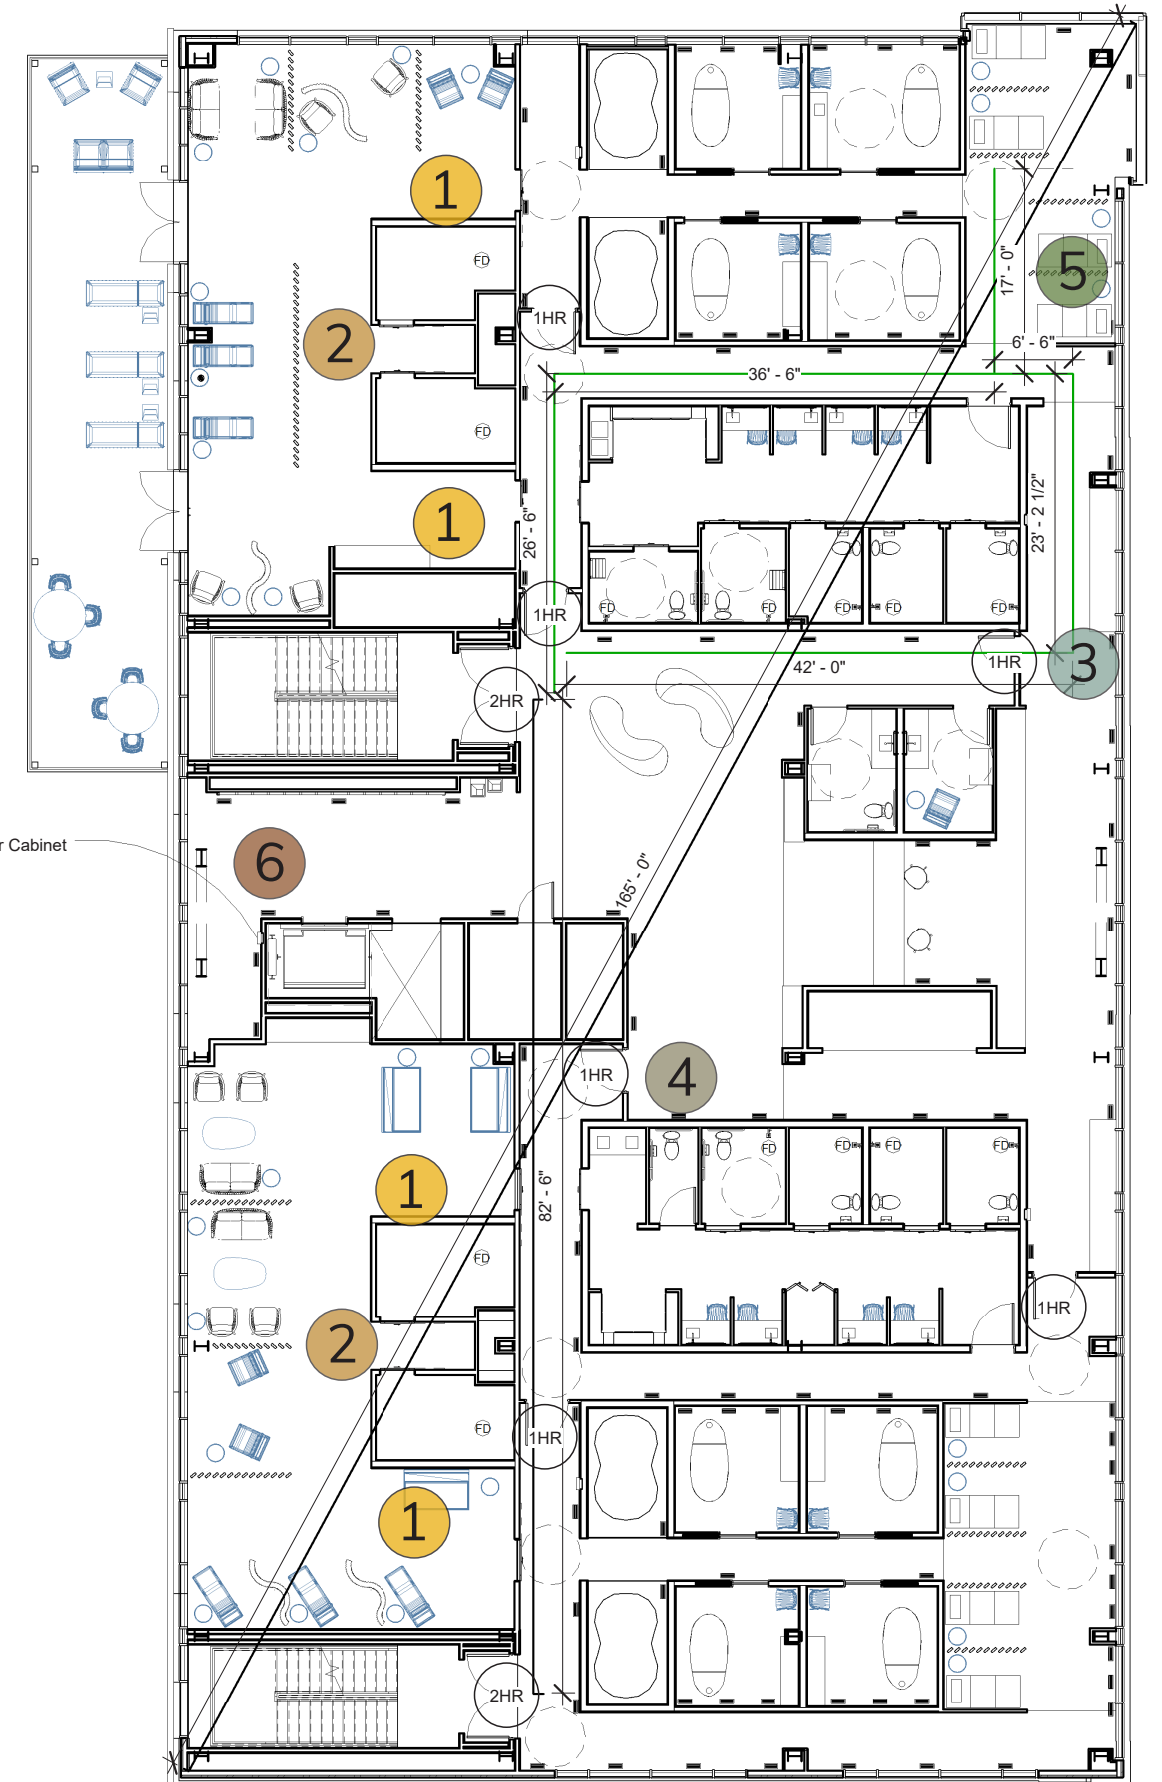 1
FD
5
17' - 0"
1HR
2
6' - 6"
36' - 6"
FD
1
26' - 6"
23' - 2 1/2"
FD
FD
FD
FD
FD
1HR
1HR
3
42' - 0"
2HR
r Cabinet
6
165' - 0"
1HR
4
FD
FD
FD
FD
1
82' - 6"
FD
1HR
2
FD
1HR
1
2HR